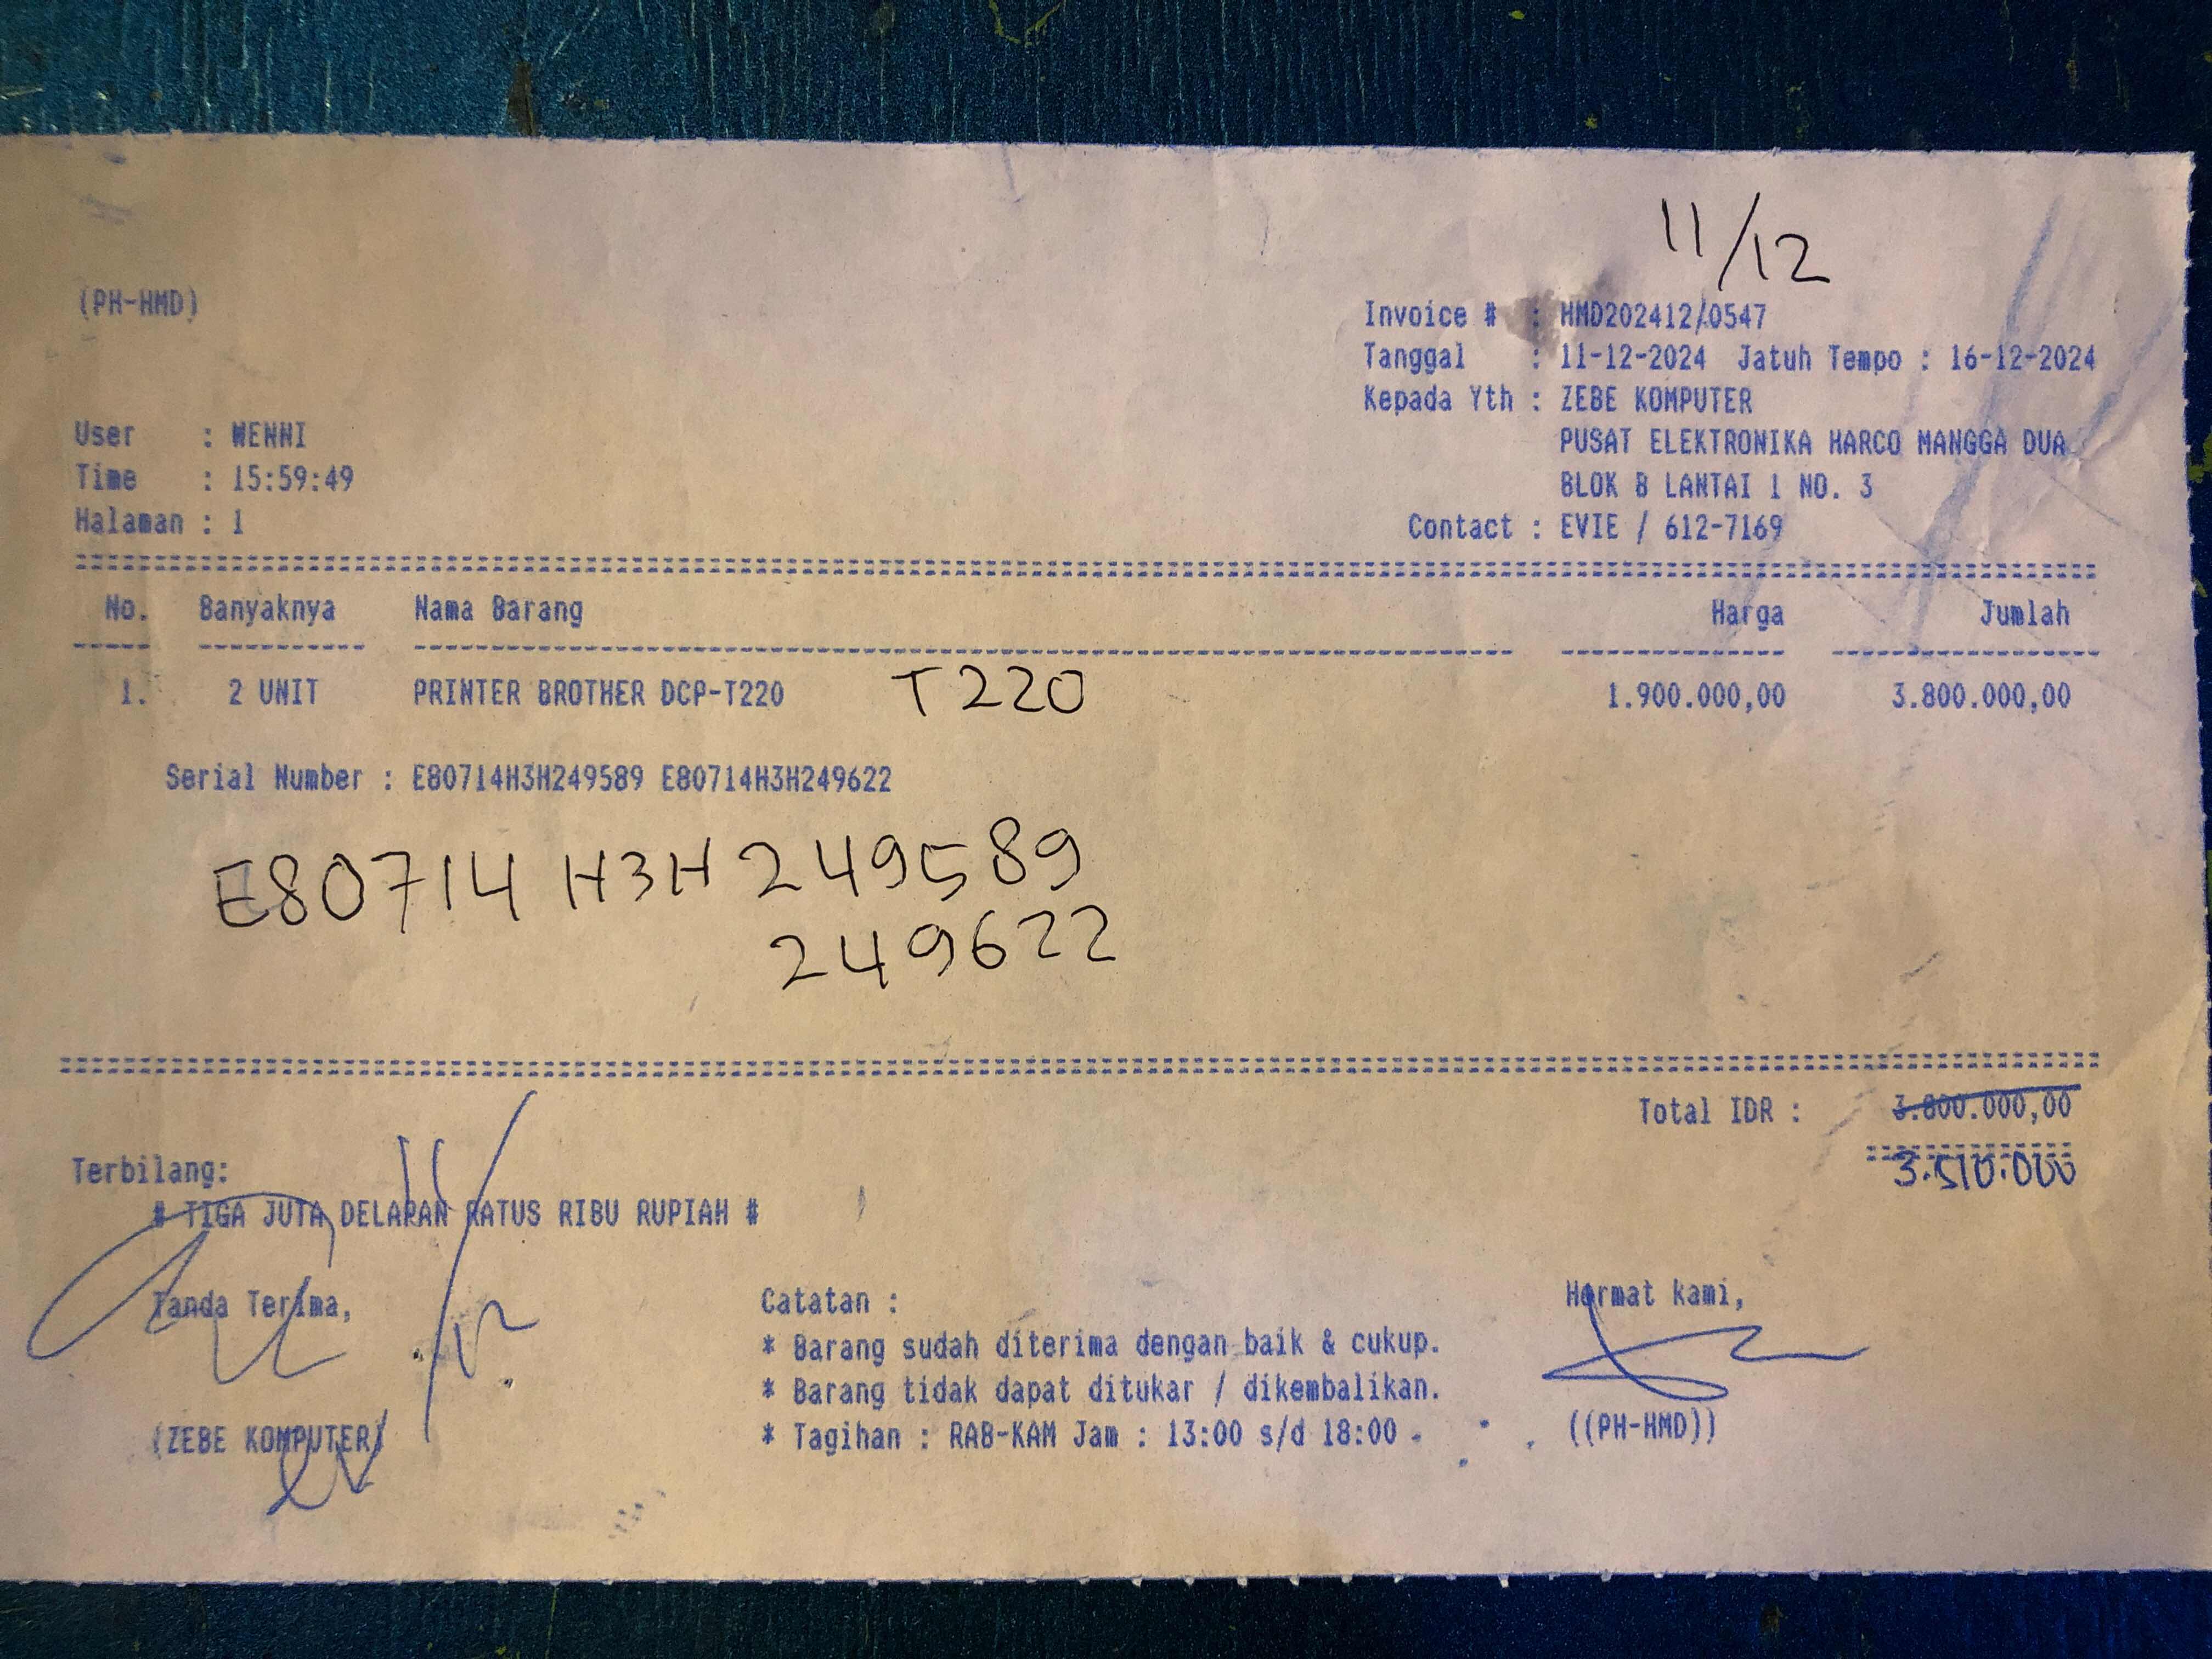 11/12
(PH-HMD)
Invoice # : HMD202412/0547
Tanggal : 11-12-2024 Jatuh Tempo : 16-12-2024
Kepada Yth : ZEBE KOMPUTER
PUSAT ELEKTRONIKA HARCO MANGGA DUA
BLOK B LANTAI 1 NO. 3
Contact : EVIE / 612-7169
User : WENNI
Time : 15:59:49
Halaman : 1
No. Banyaknya Nama Barang Harga Jumlah
1. 2 UNIT PRINTER BROTHER DCP-T220 T220 1.900.000,00 3.800.000,00
Serial Number : E80714H3H249589 E80714H3H249622
E80714H3H249589
249622
Total IDR : 3.800.000,00
3.510.000
Terbilang:
# TIGA JUTA DELAPAN RATUS RIBU RUPIAH #
Tanda Terima,
(ZEBE KOMPUTER)
Catatan :
* Barang sudah diterima dengan baik & cukup.
* Barang tidak dapat ditukar / dikembalikan.
* Tagihan : RAB-KAM Jam : 13:00 s/d 18:00
Hormat kami,
((PH-HMD))